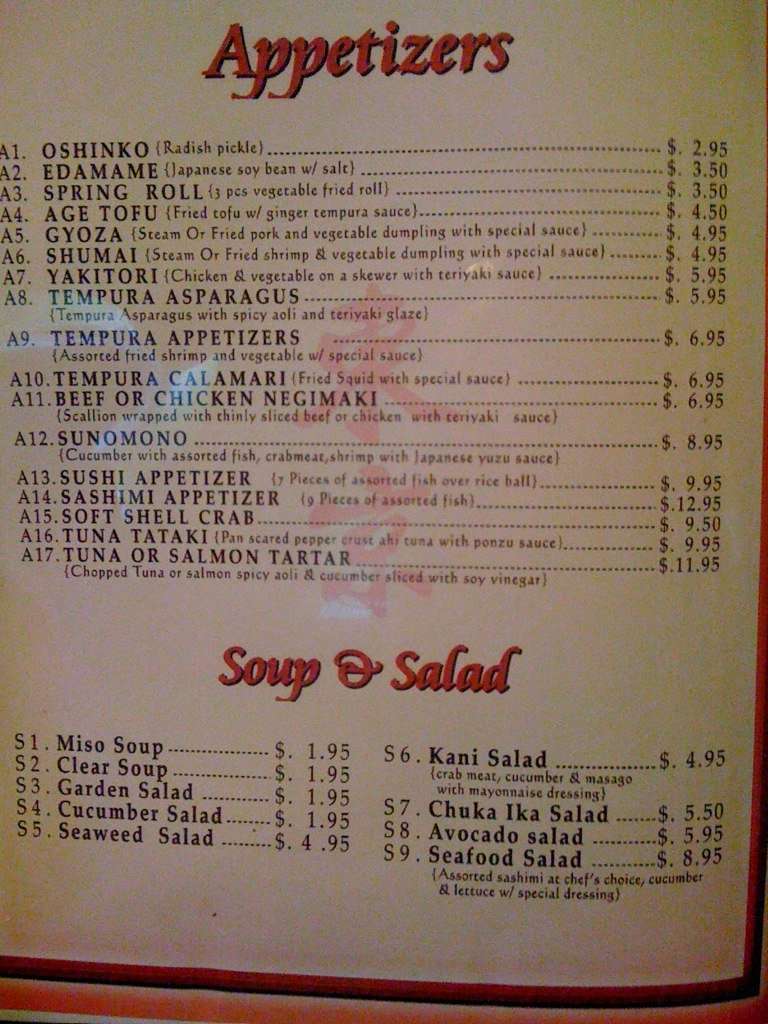 Appetizers
A1. OSHINKO {Radish pickle}........ $. 2.95
A2. EDAMAME {Japanese soy bean w/ salt} ........ $. 3.50
A3. SPRING ROLL {3 pcs vegetable fried roll} ........ $. 3.50
A4. AGE TOFU {Fried tofu w/ ginger tempura sauce}........ $. 4.50
A5. GYOZA {Steam Or Fried pork and vegetable dumpling with special sauce} ........ $. 4.95
A6. SHUMAI {Steam Or Fried shrimp & vegetable dumpling with special sauce} ........ $. 4.95
A7. YAKITORI {Chicken & vegetable on a skewer with teriyaki sauce} ........ $. 5.95
A8. TEMPURA ASPARAGUS ........ $. 5.95
{Tempura Asparagus with spicy aoli and teriyaki glaze}
A9. TEMPURA APPETIZERS ........ $. 6.95
{Assorted fried shrimp and vegetable w/ special sauce}
A10. TEMPURA CALAMARI {Fried Squid with special sauce} ........ $. 6.95
A11. BEEF OR CHICKEN NEGIMAKI ........ $. 6.95
{Scallion wrapped with thinly sliced beef or chicken with teriyaki sauce}
A12. SUNOMONO ........ $. 8.95
{Cucumber with assorted fish, crabmeat,shrimp with Japanese yuzu sauce}
A13. SUSHI APPETIZER {7 Pieces of assorted fish over rice ball}........ $. 9.95
A14. SASHIMI APPETIZER {9 Pieces of assorted fish}........ $.12.95
A15. SOFT SHELL CRAB........ $. 9.50
A16. TUNA TATAKI {Pan scared pepper crust ahi tuna with ponzu sauce}........ $. 9.95
A17. TUNA OR SALMON TARTAR ........ $.11.95
{Chopped Tuna or salmon spicy aoli & cucumber sliced with soy vinegar}
Soup & Salad
S1. Miso Soup ........ $. 1.95
S2. Clear Soup ........ $. 1.95
S3. Garden Salad ........ $. 1.95
S4. Cucumber Salad........ $. 1.95
S5. Seaweed Salad ........ $. 4 .95
S6. Kani Salad ........ $. 4.95
{crab meat, cucumber & masago
with mayonnaise dressing}
S7. Chuka Ika Salad ........ $. 5.50
S8. Avocado salad ........ $. 5.95
S9. Seafood Salad ........ $. 8.95
{Assorted sashimi at chef's choice, cucumber
& lettuce w/ special dressing}